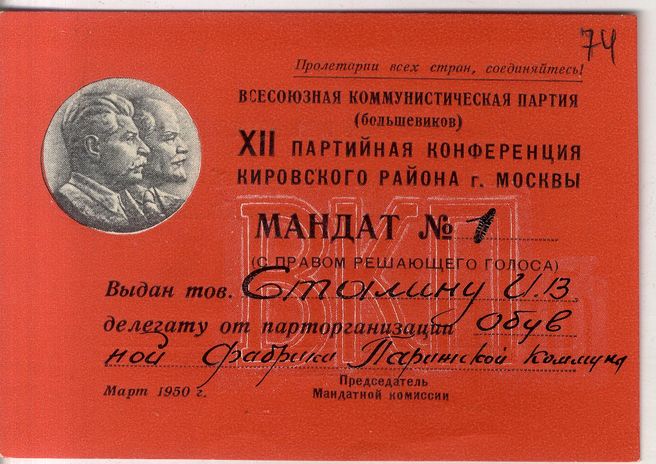 74
Пролетарии всех стран, соединяйтесь!
ВСЕСОЮЗНАЯ КОММУНИСТИЧЕСКАЯ ПАРТИЯ
(большевиков)
XII ПАРТИЙНАЯ КОНФЕРЕНЦИЯ
КИРОВСКОГО РАЙОНА г. МОСКВЫ
ВКП
МАНДАТ № 1
(С ПРАВОМ РЕШАЮЩЕГО ГОЛОСА)
Выдан тов. Сталину И.В.
делегату от парторганизации обув
ной фабрики Парижской коммуна
Март 1950 г.
Председатель
Мандатной комиссии